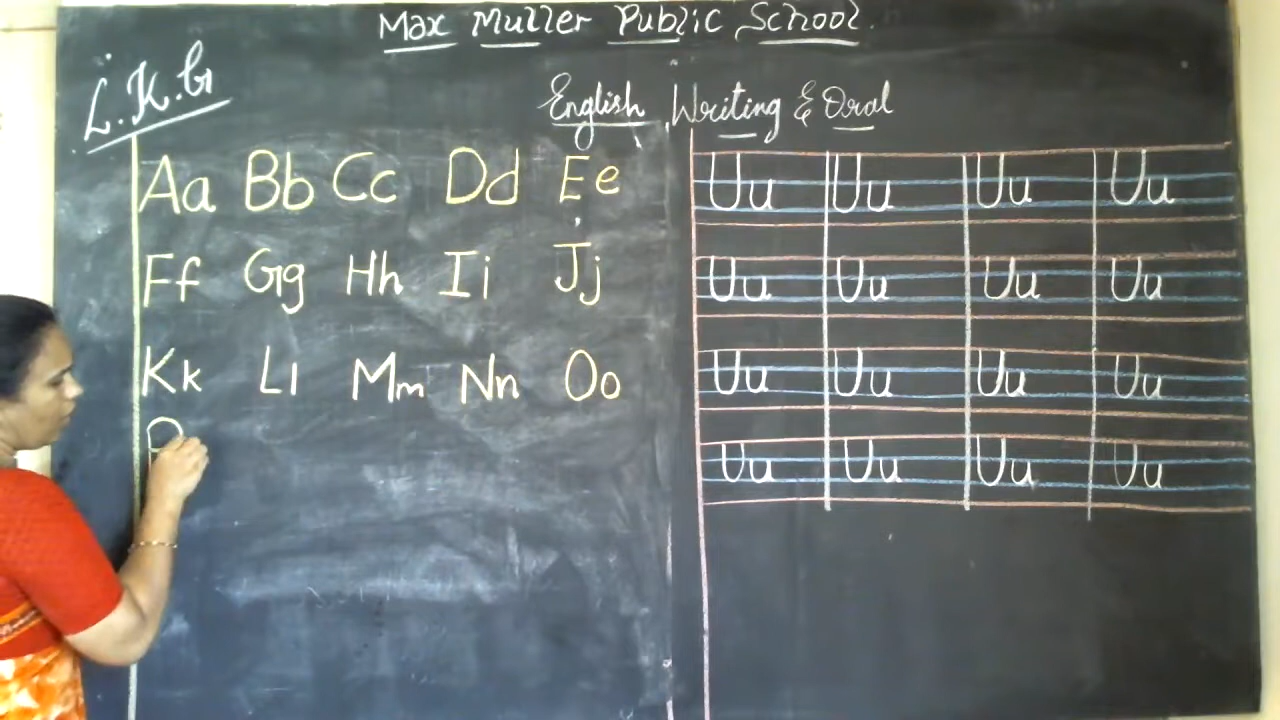 Max Muller Public School.
L.K.G
English Writing & Oral
Aa Bb Cc Dd Ee
Ff Gg Hh Ii Jj
Kk Ll Mm Nn Oo
P
Uu Uu Uu Uu
Uu Uu Uu Uu
Uu Uu Uu Uu
Uu Uu Uu Uu